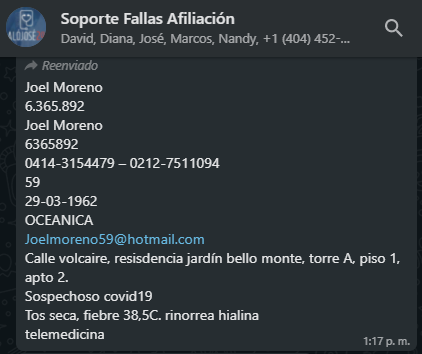 Soporte Fallas Afiliación
David, Diana, José, Marcos, Nandy, +1 (404) 452-...
Reenviado
Joel Moreno
6.365.892
Joel Moreno
6365892
0414-3154479 – 0212-7511094
59
29-03-1962
OCEANICA
Joelmoreno59@hotmail.com
Calle volcaire, resisdencia jardín bello monte, torre A, piso 1,
apto 2.
Sospechoso covid19
Tos seca, fiebre 38,5C. rinorrea hialina
telemedicina
1:17 p. m.